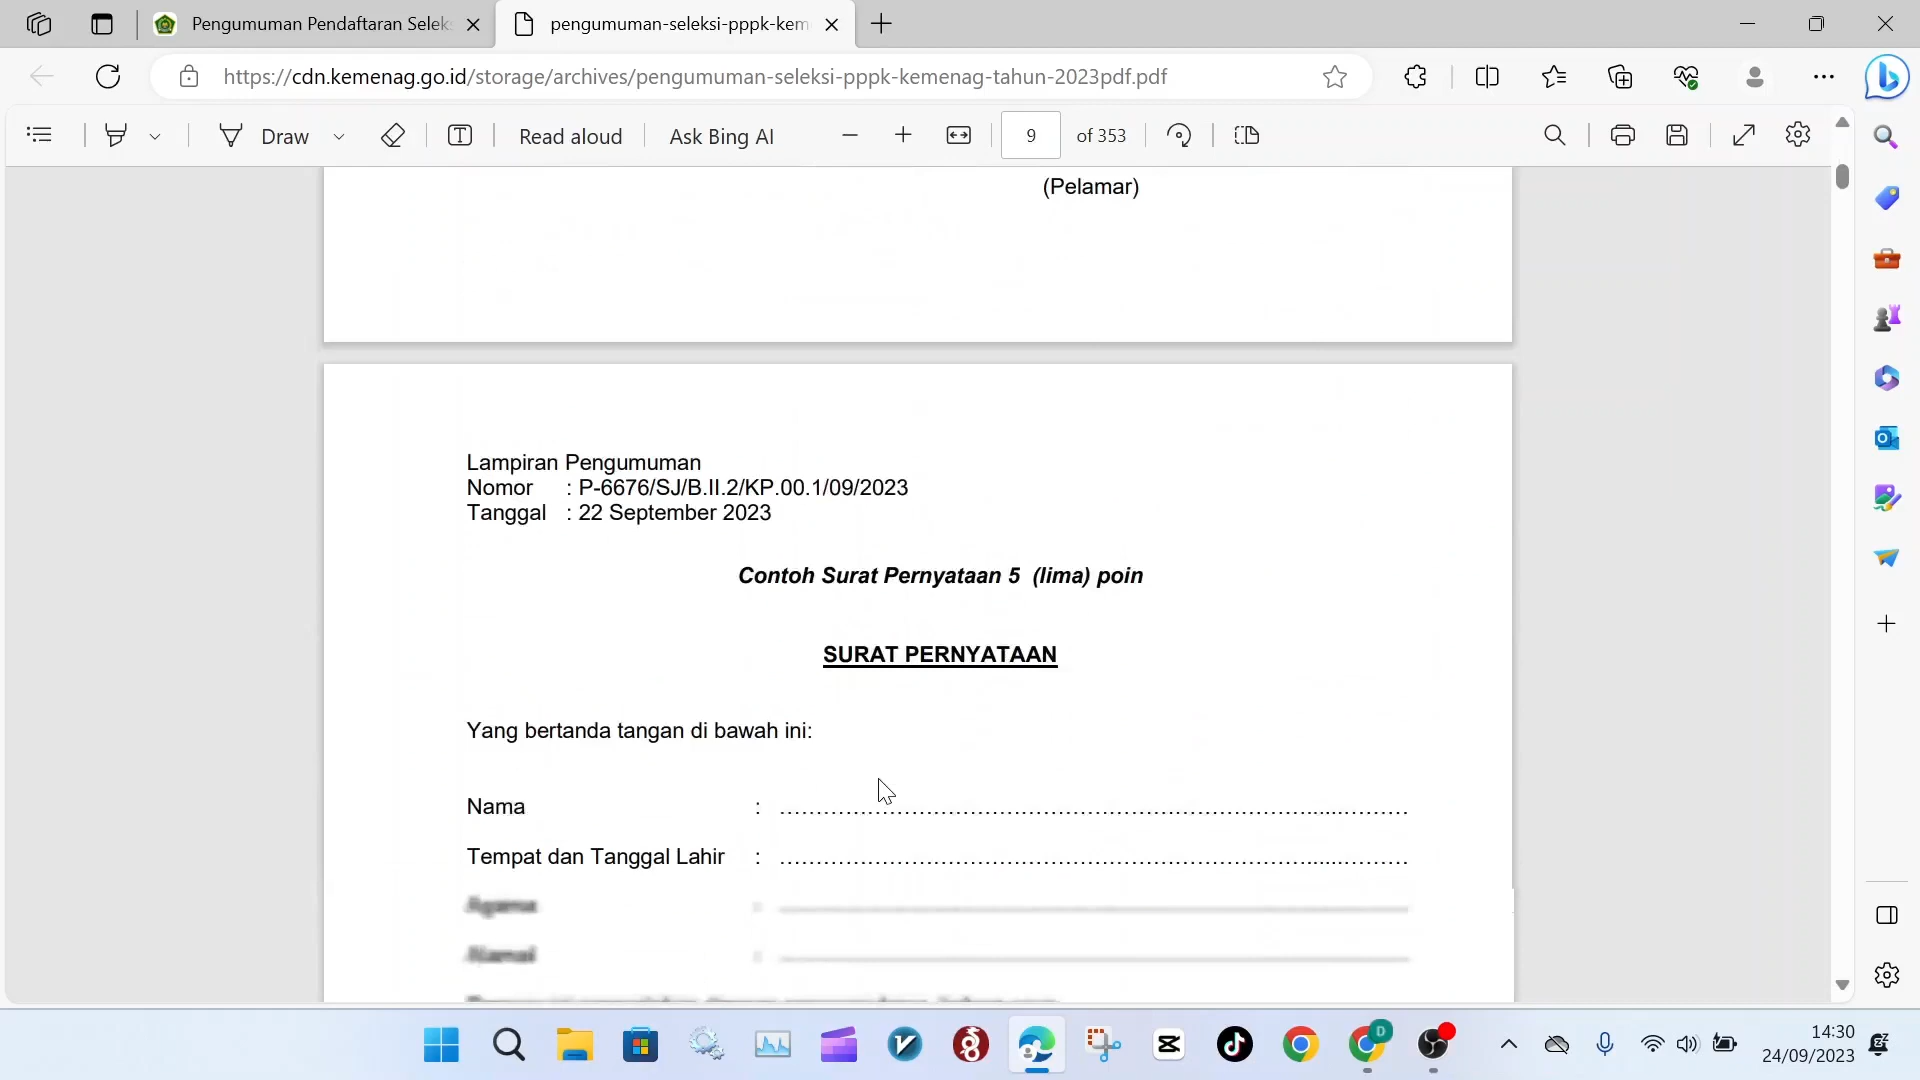 Pengumuman Pendaftaran Seleks
pengumuman-seleksi-pppk-kem
https://cdn.kemenag.go.id/storage/archives/pengumuman-seleksi-pppk-kemenag-tahun-2023pdf.pdf
Draw
Read aloud
Ask Bing AI
9 of 353
(Pelamar)
Lampiran Pengumuman
Nomor : P-6676/SJ/B.II.2/KP.00.1/09/2023
Tanggal : 22 September 2023
Contoh Surat Pernyataan 5 (lima) poin
SURAT PERNYATAAN
Yang bertanda tangan di bawah ini:
Nama : ................................................................
Tempat dan Tanggal Lahir : ................................................................
Agama :
Alamat :
D
14:30
24/09/2023